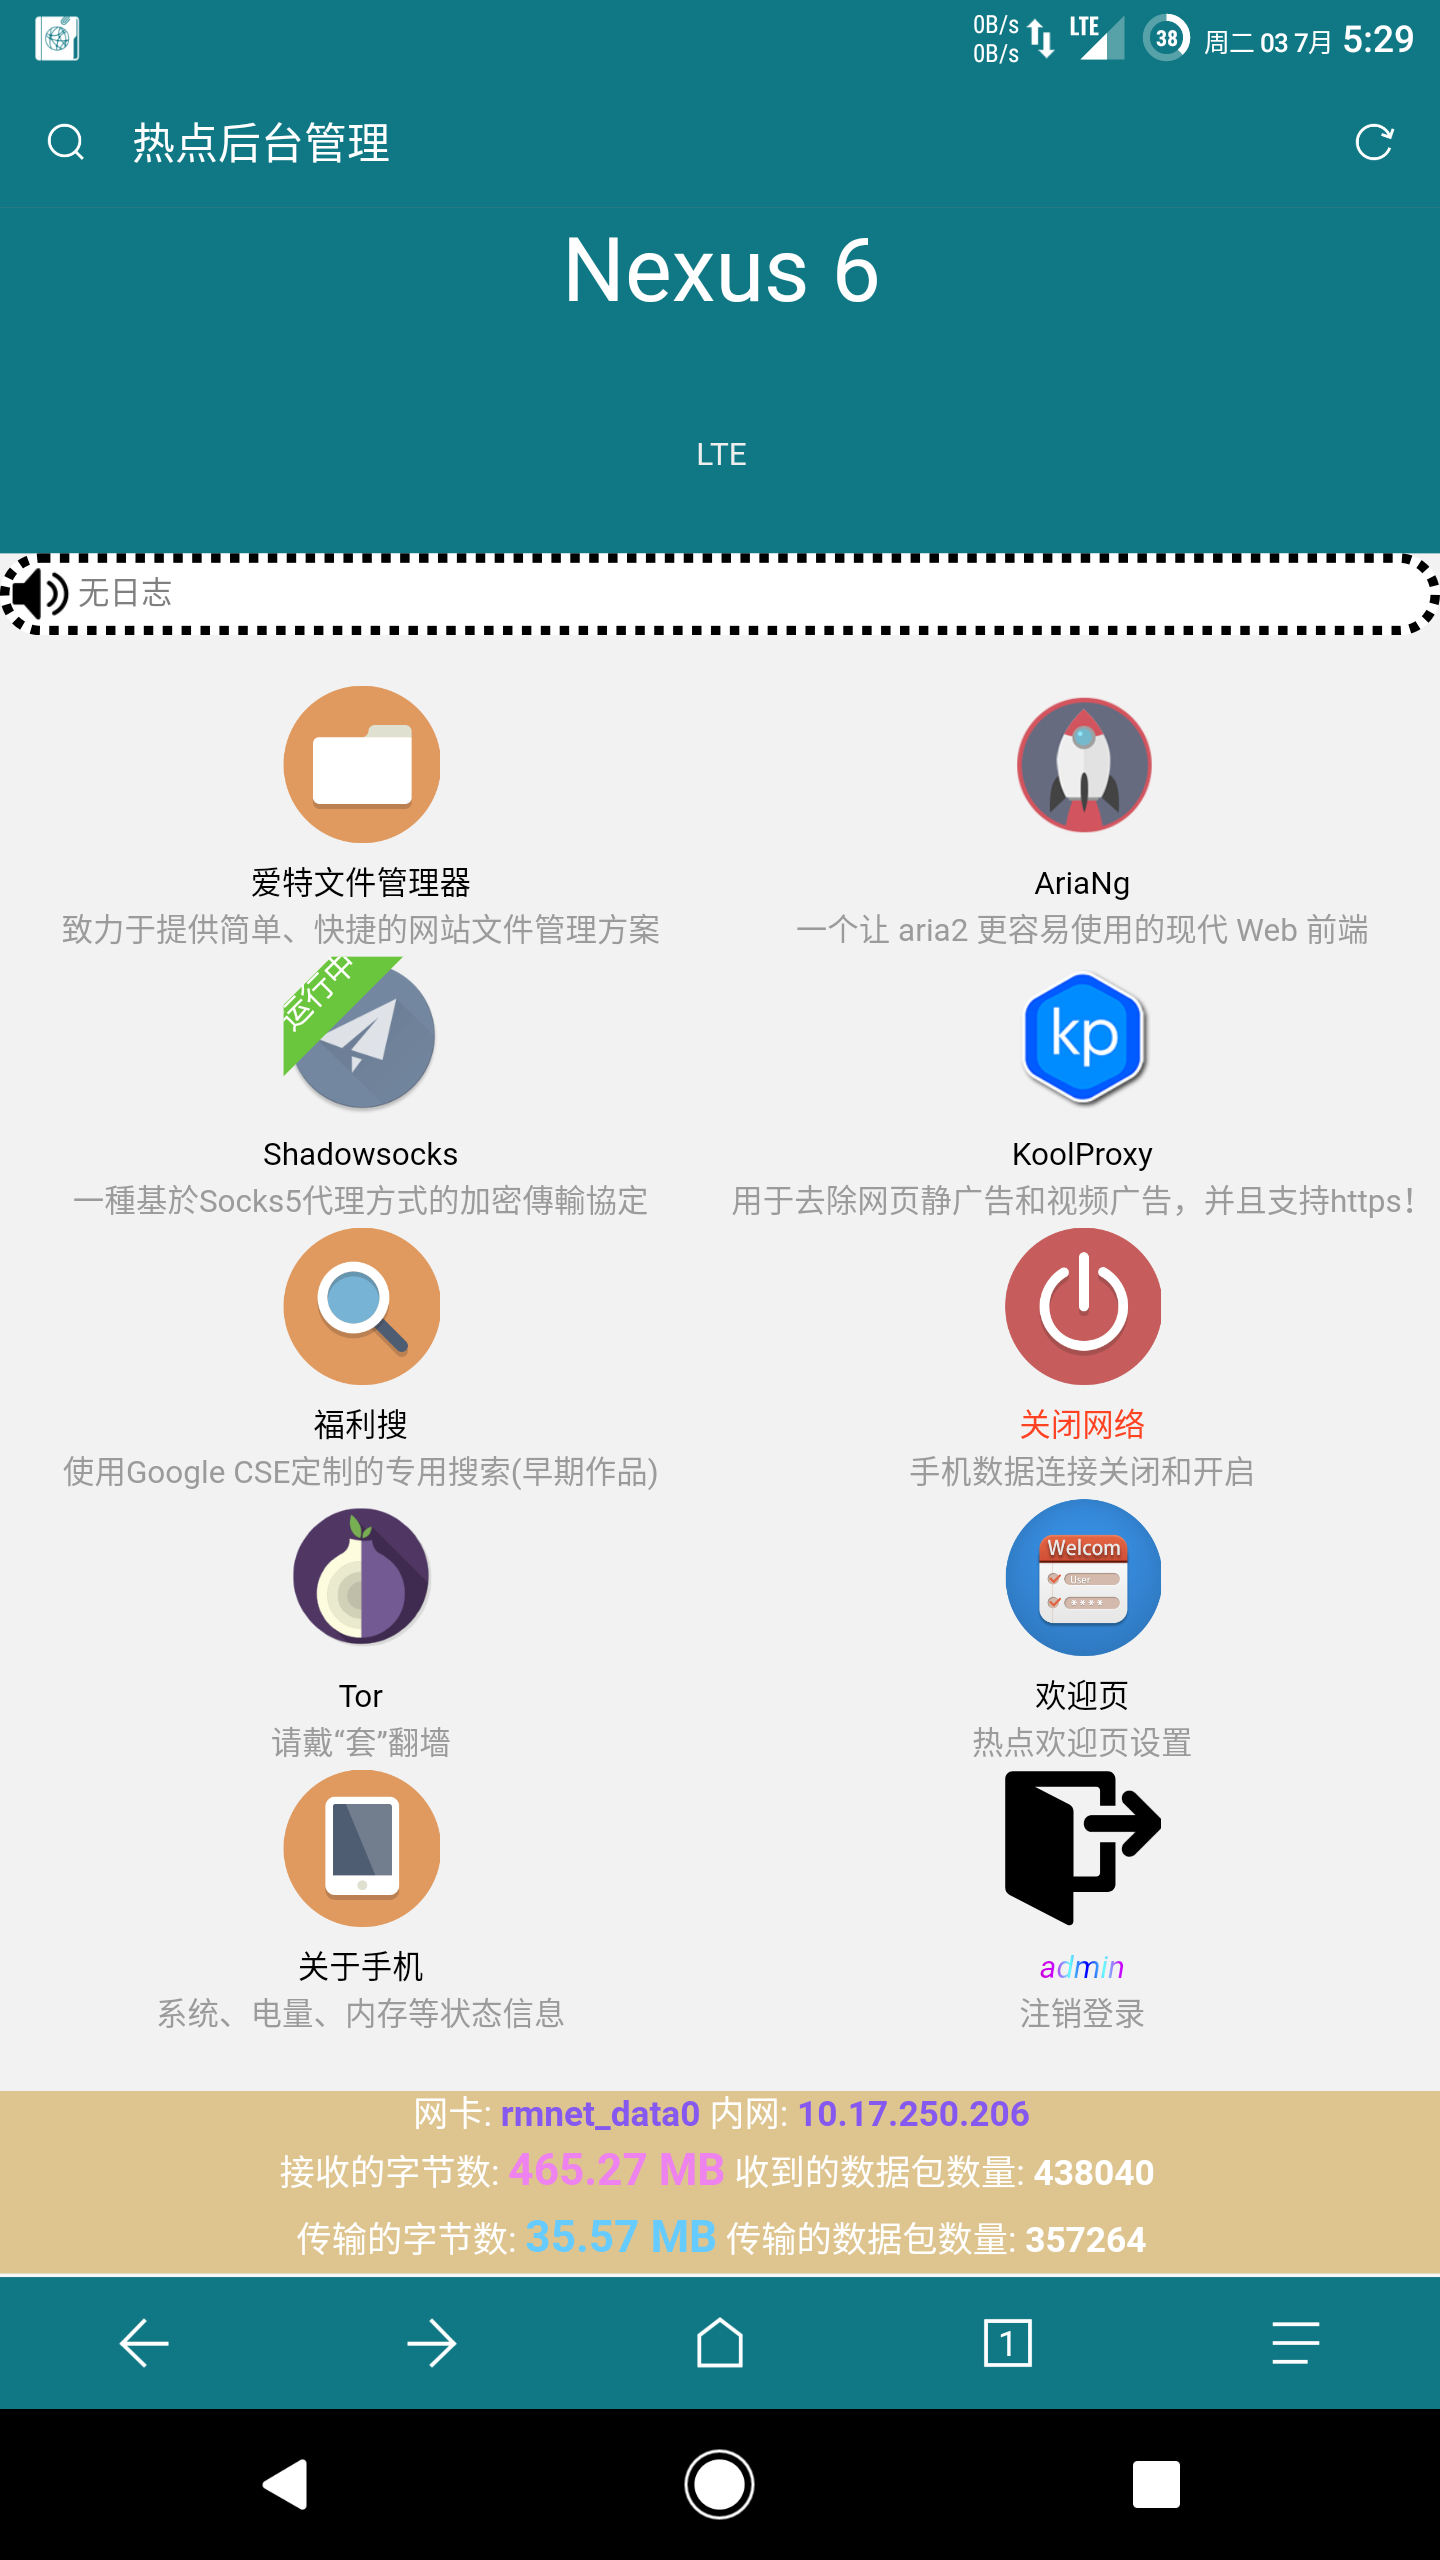 0B/s
0B/s
LTE
38
周二 03 7月 5:29
热点后台管理
Nexus 6
LTE
无日志
爱特文件管理器
致力于提供简单、快捷的网站文件管理方案
AriaNg
一个让 aria2 更容易使用的现代 Web 前端
运行中
Shadowsocks
一種基於Socks5代理方式的加密傳輸協定
kp
KoolProxy
用于去除网页静广告和视频广告，并且支持https！
福利搜
使用Google CSE定制的专用搜索(早期作品)
关闭网络
手机数据连接关闭和开启
Tor
请戴“套”翻墻
Welcom
User
****
欢迎页
热点欢迎页设置
关于手机
系统、电量、内存等状态信息
admin
注销登录
网卡: rmnet_data0 内网: 10.17.250.206
接收的字节数: 465.27 MB 收到的数据包数量: 438040
传输的字节数: 35.57 MB 传输的数据包数量: 357264
1